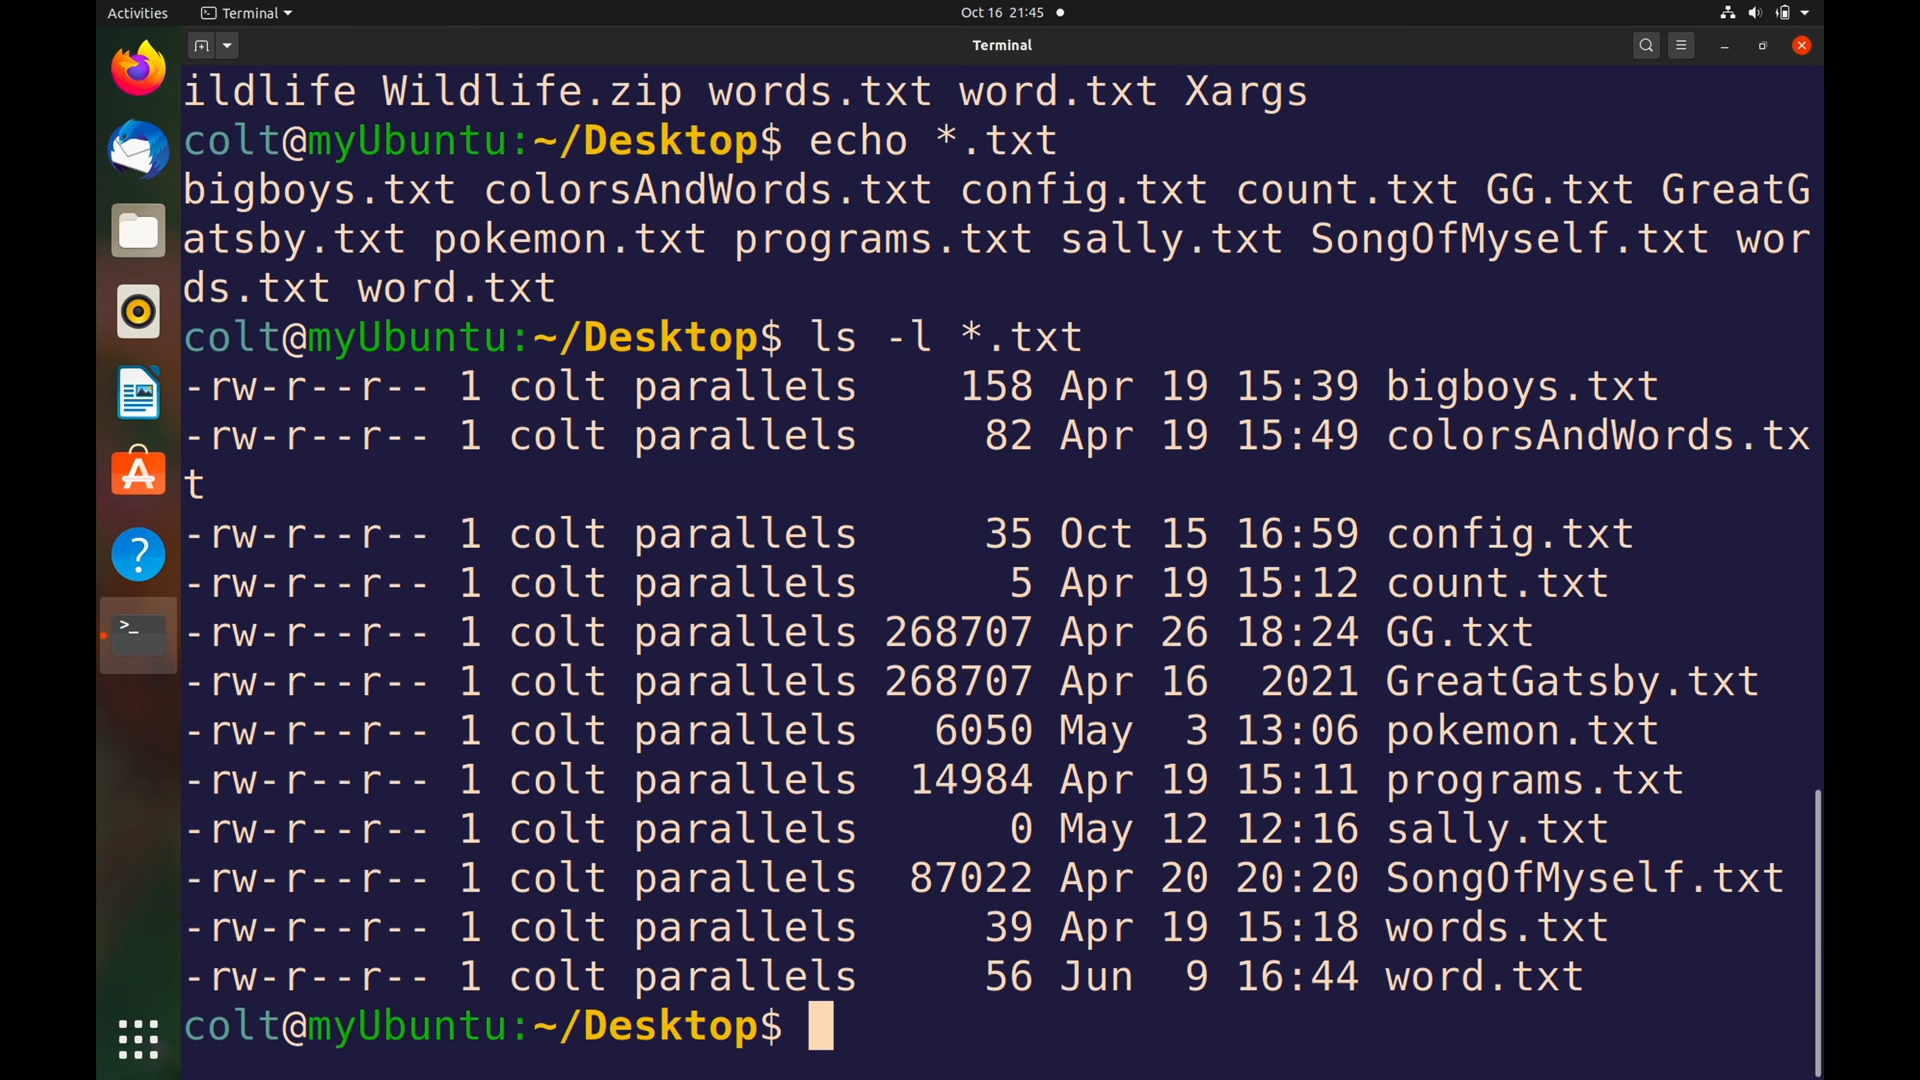 Activities Terminal Oct 16 21:45
Terminal
ildlife Wildlife.zip words.txt word.txt Xargs
colt@myUbuntu:~/Desktop$ echo *.txt
bigboys.txt colorsAndWords.txt config.txt count.txt GG.txt GreatG
atsby.txt pokemon.txt programs.txt sally.txt SongOfMyself.txt wor
ds.txt word.txt
colt@myUbuntu:~/Desktop$ ls -l *.txt
-rw-r--r-- 1 colt parallels    158 Apr 19 15:39 bigboys.txt
-rw-r--r-- 1 colt parallels     82 Apr 19 15:49 colorsAndWords.tx
t
-rw-r--r-- 1 colt parallels     35 Oct 15 16:59 config.txt
-rw-r--r-- 1 colt parallels      5 Apr 19 15:12 count.txt
-rw-r--r-- 1 colt parallels 268707 Apr 26 18:24 GG.txt
-rw-r--r-- 1 colt parallels 268707 Apr 16  2021 GreatGatsby.txt
-rw-r--r-- 1 colt parallels   6050 May  3 13:06 pokemon.txt
-rw-r--r-- 1 colt parallels  14984 Apr 19 15:11 programs.txt
-rw-r--r-- 1 colt parallels      0 May 12 12:16 sally.txt
-rw-r--r-- 1 colt parallels  87022 Apr 20 20:20 SongOfMyself.txt
-rw-r--r-- 1 colt parallels     39 Apr 19 15:18 words.txt
-rw-r--r-- 1 colt parallels     56 Jun  9 16:44 word.txt
colt@myUbuntu:~/Desktop$